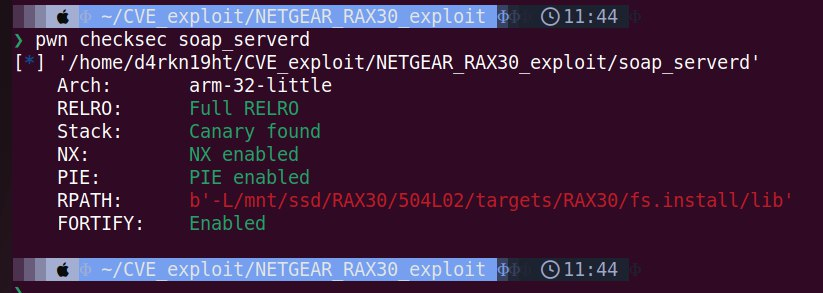 ~/CVE_exploit/NETGEAR_RAX30_exploit 11:44
❯ pwn checksec soap_serverd
[*] '/home/d4rkn19ht/CVE_exploit/NETGEAR_RAX30_exploit/soap_serverd'
Arch: arm-32-little
RELRO: Full RELRO
Stack: Canary found
NX: NX enabled
PIE: PIE enabled
RPATH: b'-L/mnt/ssd/RAX30/504L02/targets/RAX30/fs.install/lib'
FORTIFY: Enabled
~/CVE_exploit/NETGEAR_RAX30_exploit 11:44